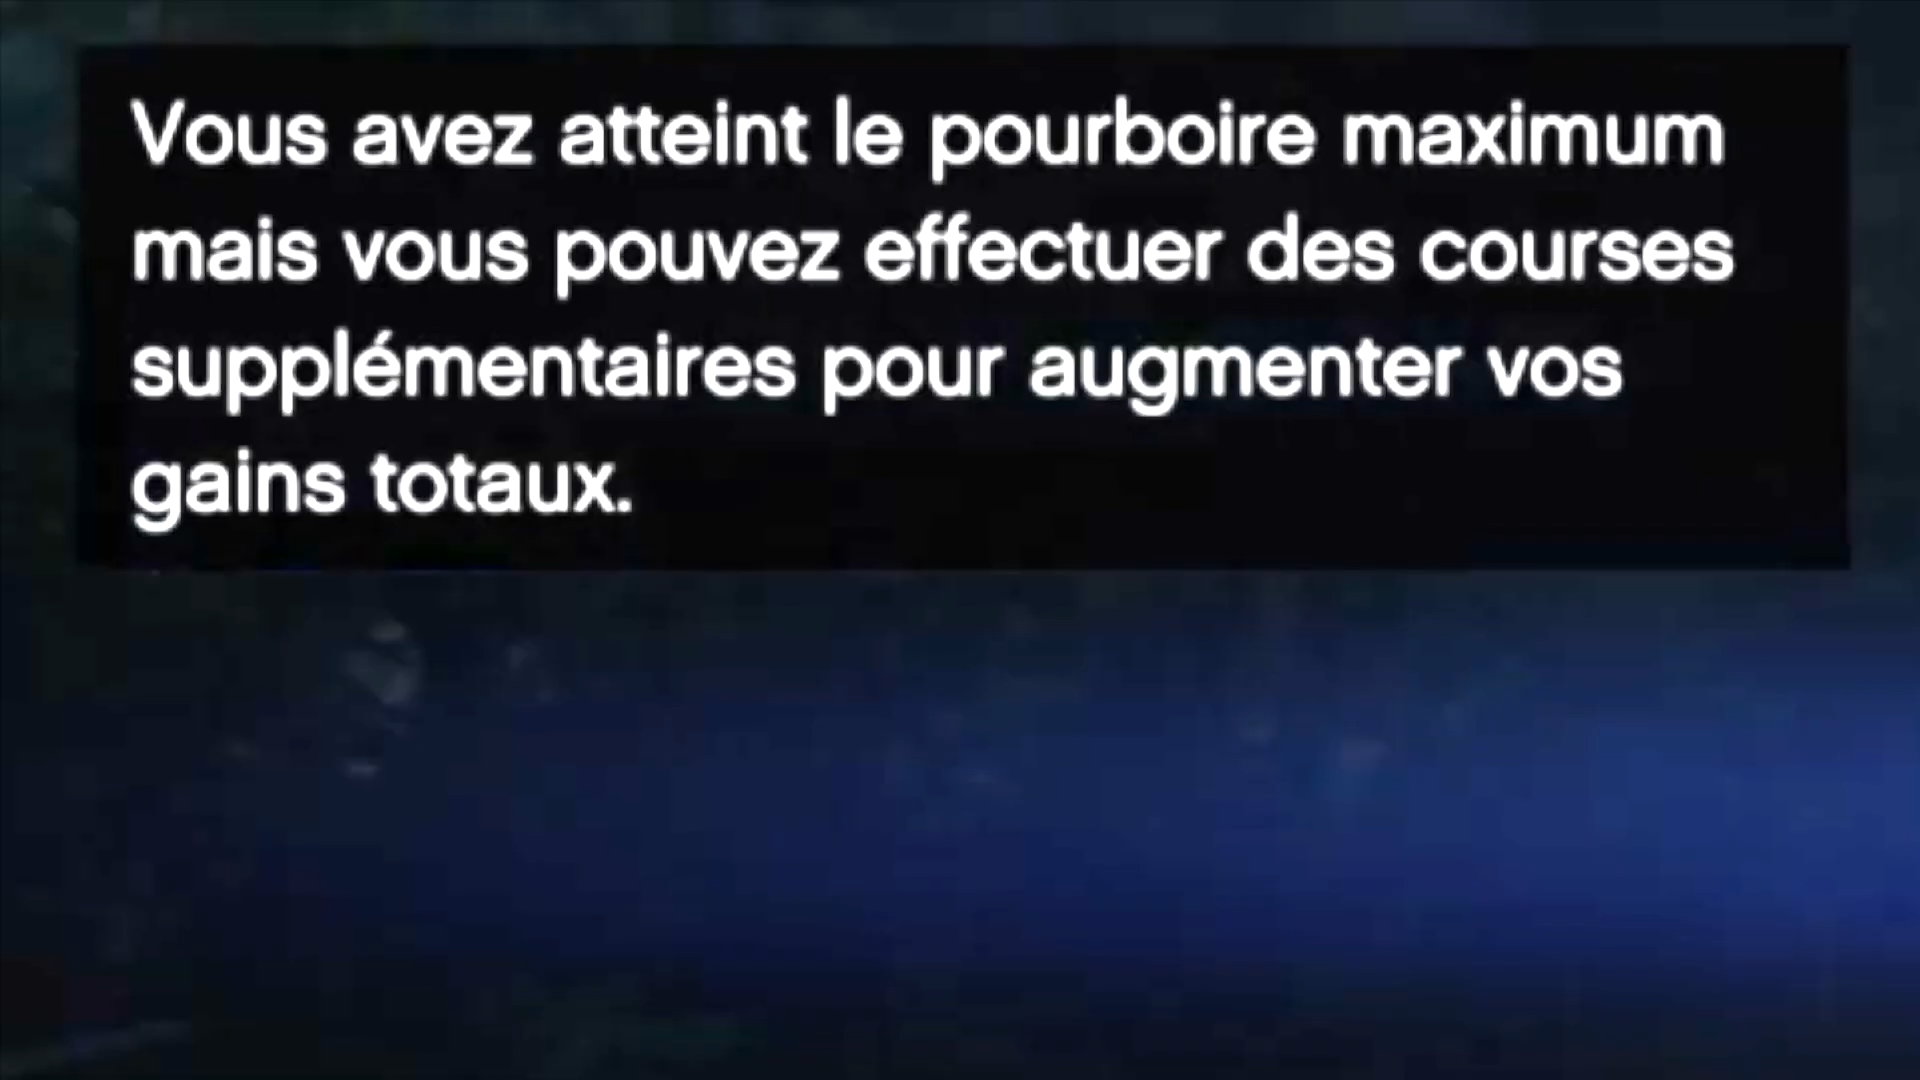 Vous avez atteint le pourboire maximum
mais vous pouvez effectuer des courses
supplémentaires pour augmenter vos
gains totaux.